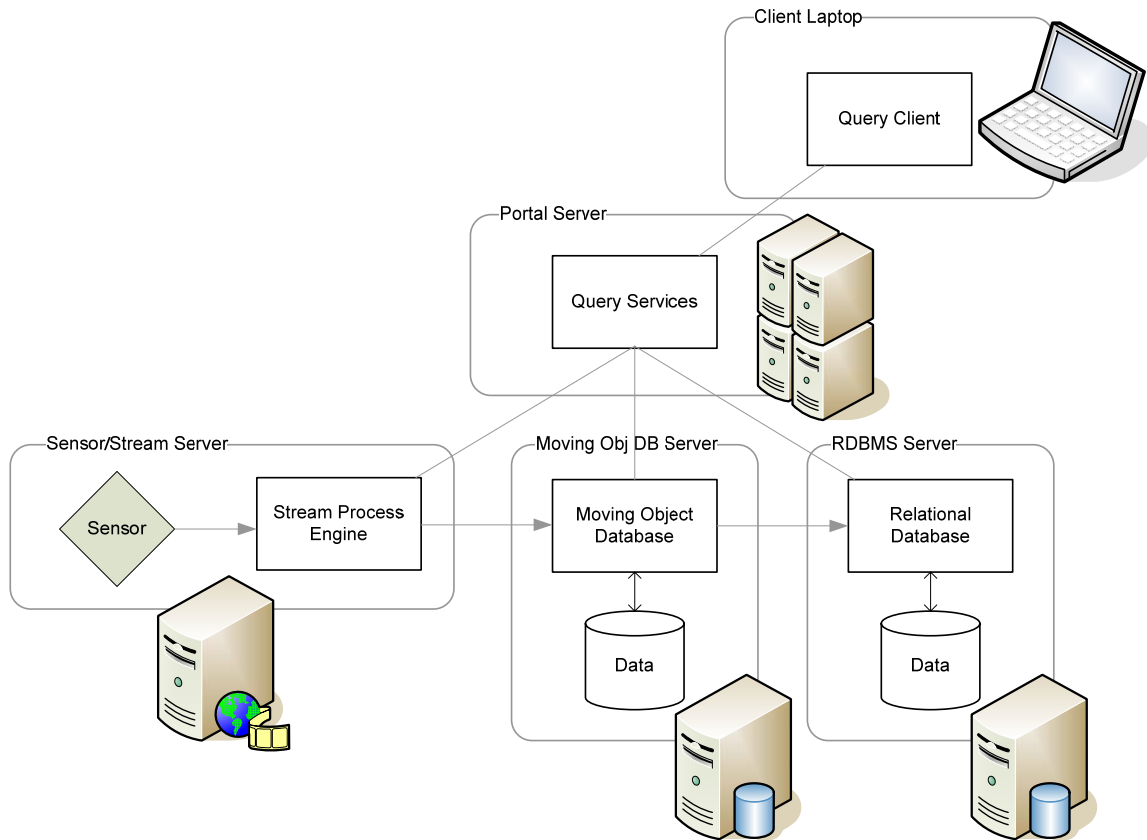 Client Laptop
Query Client
Portal Server
Query Services
Sensor/Stream Server
Moving Obj DB Server
RDBMS Server
Sensor
Stream Process
Engine
Moving Object
Database
Relational
Database
Data
Data